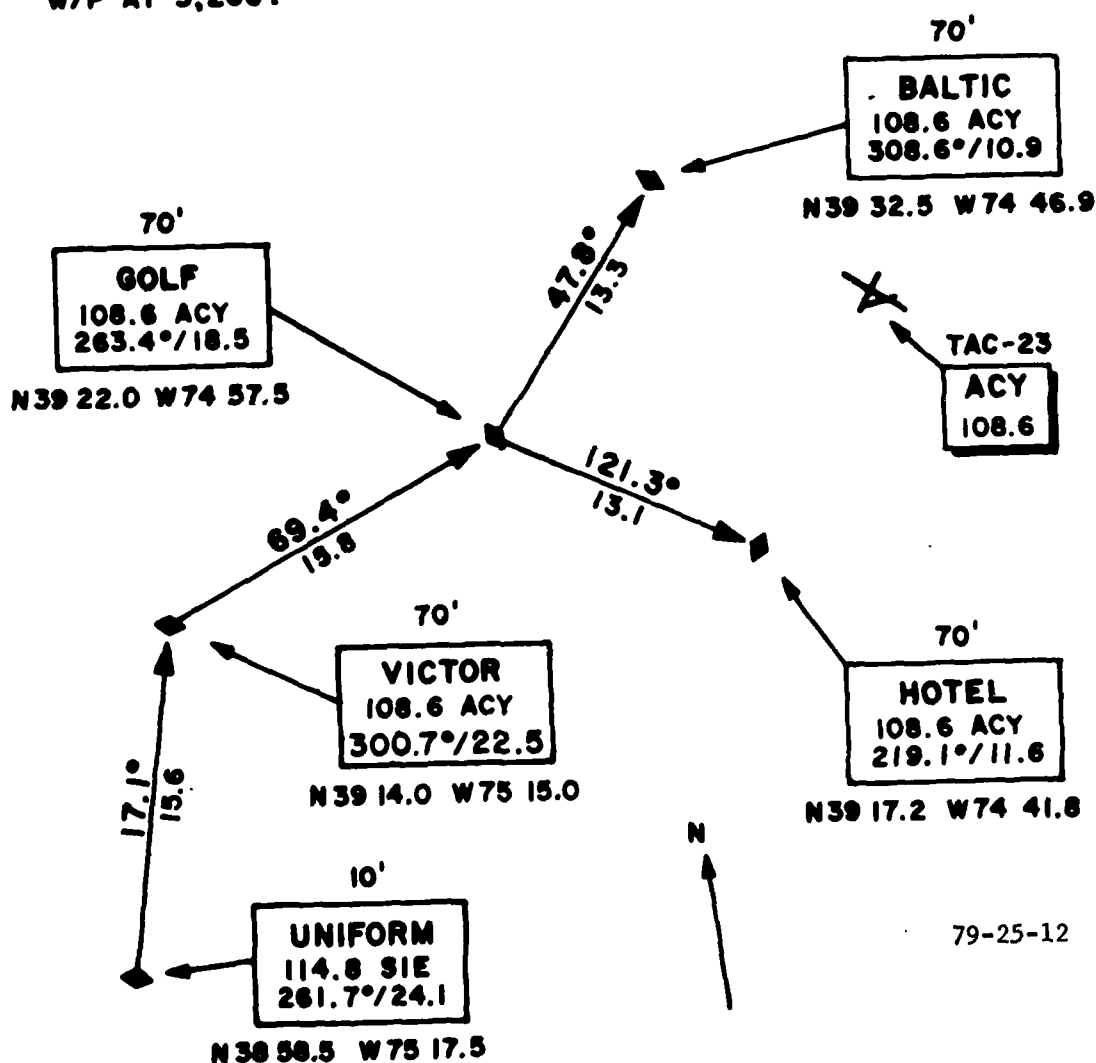 70'
BALTIC
108.6 ACY
308.6°/10.9
N39 32.5 W74 46.9
70'
GOLF
108.6 ACY
263.4°/18.5
N39 22.0 W74 57.5
47.8°
13.3
TAC-23
ACY
108.6
121.3°
13.1
69.4°
15.8
70'
VICTOR
108.6 ACY
300.7°/22.5
N39 14.0 W75 15.0
70'
HOTEL
108.6 ACY
219.1°/11.6
N39 17.2 W74 41.8
17.1°
15.6
N
10'
UNIFORM
114.8 SIE
261.7°/24.1
N38 58.5 W75 17.5
79-25-12